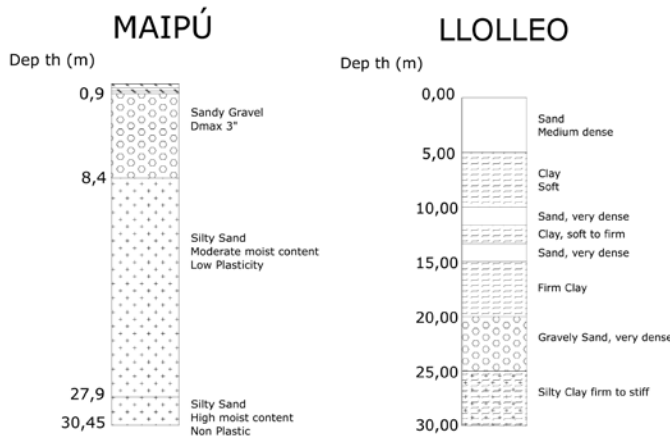 MAIPÚ
Dep th (m)
0,9
Sandy Gravel
Dmax 3"
8,4
Silty Sand
Moderate moist content
Low Plasticity
27,9
Silty Sand
High moist content
Non Plastic
30,45
LLOLLEO
Dep th (m)
0,00
Sand
Medium dense
5,00
Clay
Soft
10,00
Sand, very dense
Clay, soft to firm
Sand, very dense
15,00
Firm Clay
20,00
Gravely Sand, very dense
25,00
Silty Clay firm to stiff
30,00